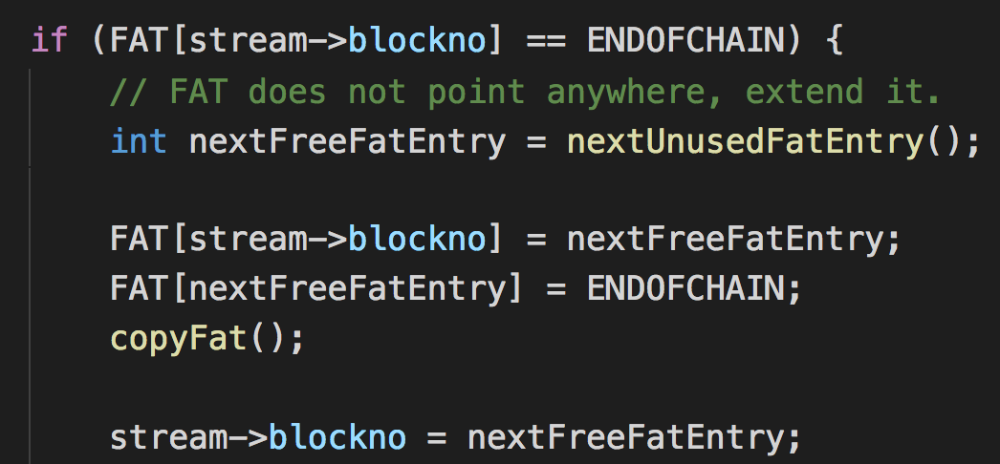 if (FAT[stream->blockno] == ENDOFCHAIN) {
// FAT does not point anywhere, extend it.
int nextFreeFatEntry = nextUnusedFatEntry();
FAT[stream->blockno] = nextFreeFatEntry;
FAT[nextFreeFatEntry] = ENDOFCHAIN;
copyFat();
stream->blockno = nextFreeFatEntry;